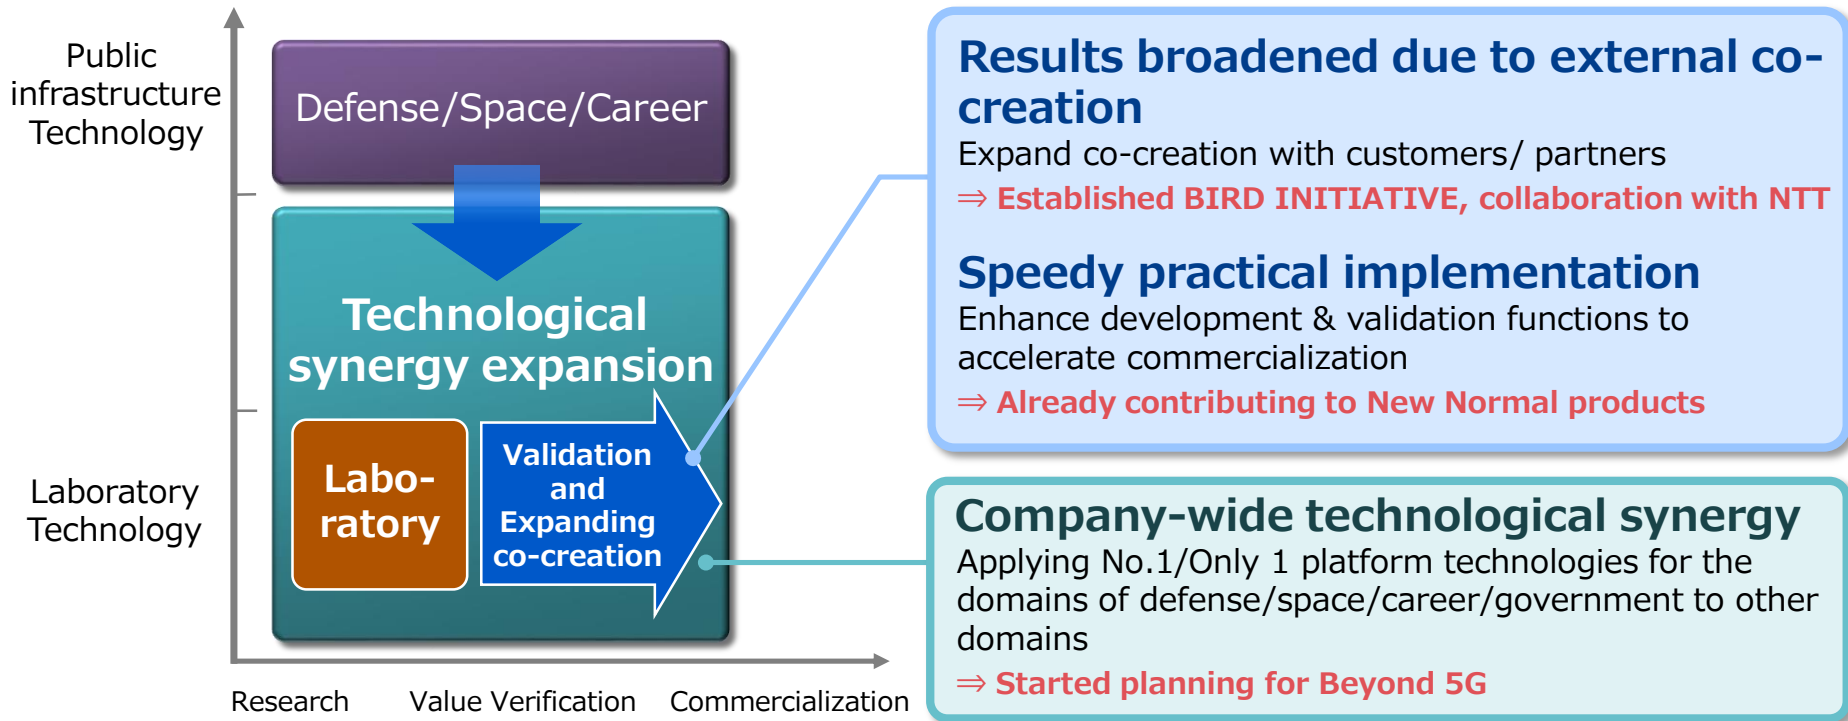 Public
infrastructure
Technology
Defense/Space/Career
Technological
synergy expansion
Labo-
ratory
Validation
and
Expanding
co-creation
Laboratory
Technology
Research
Value Verification
Commercialization
Results broadened due to external co-
creation
Expand co-creation with customers/ partners
⇒ Established BIRD INITIATIVE, collaboration with NTT
Speedy practical implementation
Enhance development & validation functions to
accelerate commercialization
⇒ Already contributing to New Normal products
Company-wide technological synergy
Applying No.1/Only 1 platform technologies for the
domains of defense/space/career/government to other
domains
⇒ Started planning for Beyond 5G